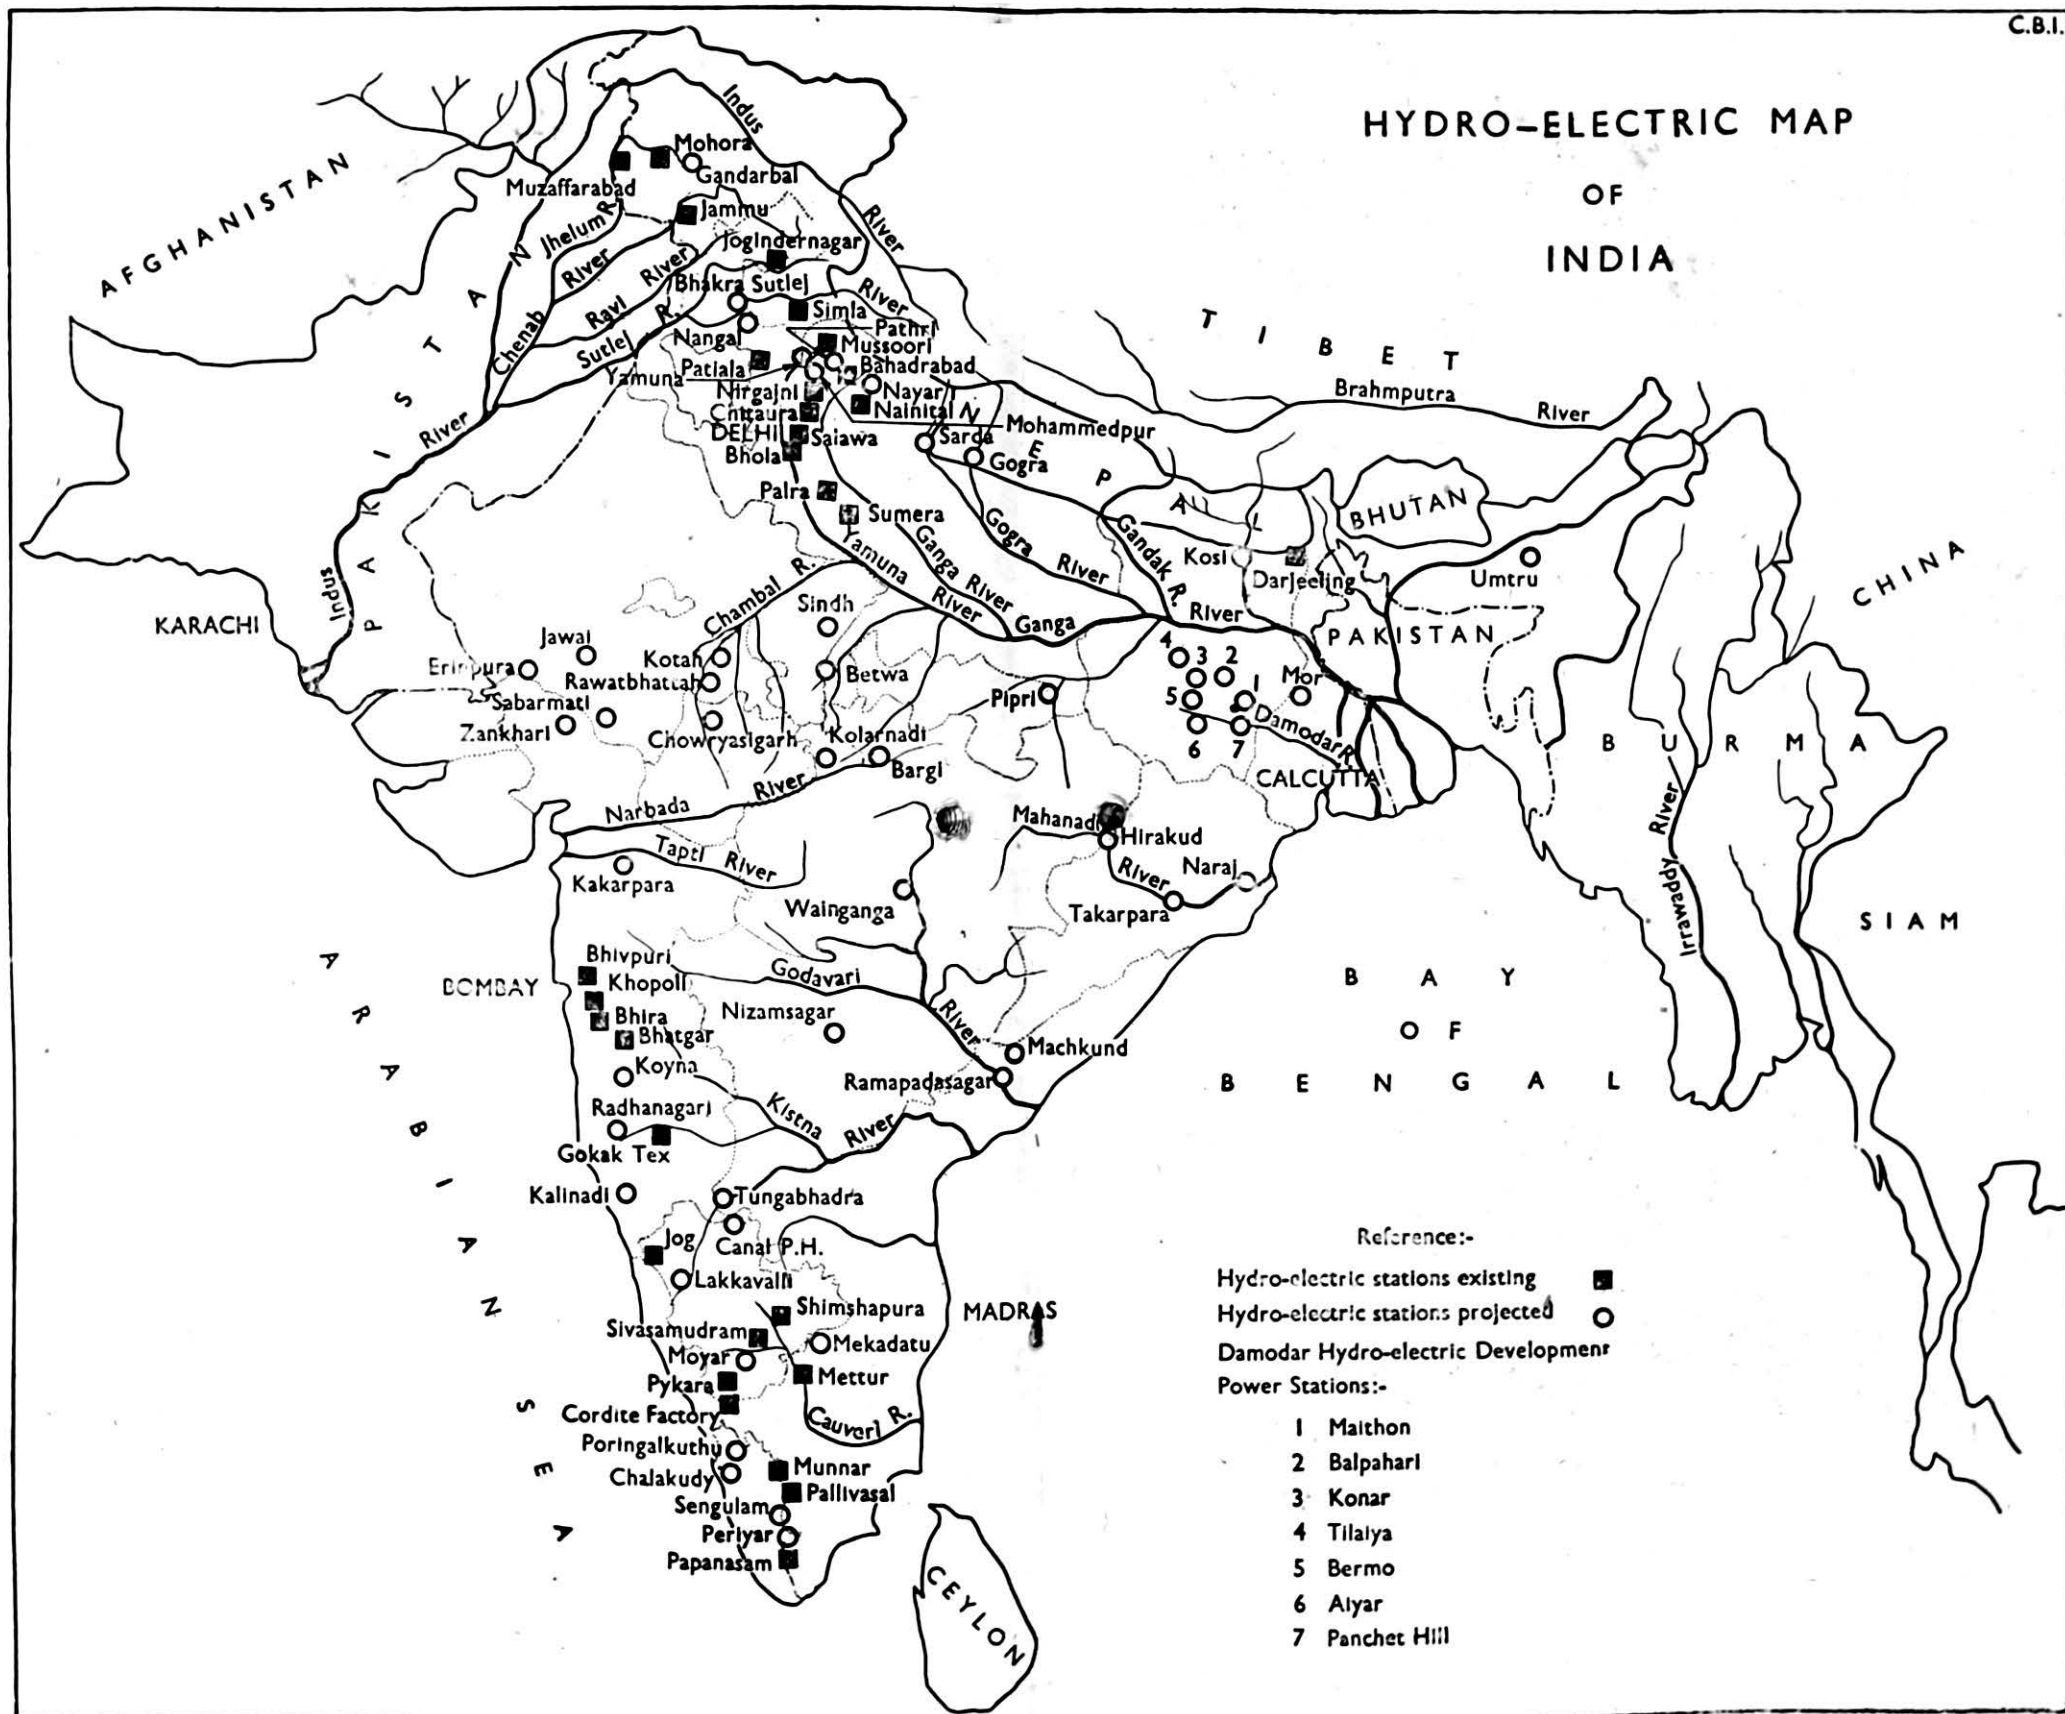 C.B.I.
HYDRO-ELECTRIC MAP
OF
INDIA
AFGHANISTAN
PAKISTAN
TIBET
NEPAL
BHUTAN
CHINA
PAKISTAN
BURMA
SIAM
CEYLON
ARABIAN SEA
BAY
OF
BENGAL
Indus
River
Mohora
Gandarbal
Muzaffarabad
Jammu
Jhelum R.
River
Chenab
Ravi River
Jogindernagar
Bhakra Sutlej
River
Sutlej R.
Simla
Nangal
Pathri
Mussoori
Patiala
Bahadrabad
Yamuna
Nirgajni
Nayar
Chitaura
Nainital
DELHI
Salawa
Mohammedpur
Bhola
Sarda
Gogra
Palra
Sumera
River
Indus
Brahmputra
River
Yamuna
River
Ganga River
Gogra
River
Gandak R.
Kosi
Darjeeling
Umtru
Ganga
River
KARACHI
Chambal R.
Sindh
Jawai
Kotah
Erinpura
Rawatbhattah
Betwa
Sabarmati
Zankhari
Chowryasigarh
Kolarnadi
Bargi
Pipri
4
3
2
1
5
6
7
Mor
Damodar R.
CALCUTTA
Narbada
River
Tapti River
Kakarpara
Wainganga
Mahanadi
Hirakud
River
Naraj
Takarpara
Irrawaddy
River
BOMBAY
Bhivpuri
Khopoli
Bhira
Bhatgar
Koyna
Godavari
River
Nizamsagar
Machkund
Ramapadasagar
Radhanagari
Kistna
River
Gokak Tex
Kalinadi
Tungabhadra
Canal P.H.
Jog
Lakkavalli
Shimshapura
MADRAS
Sivasamudram
Mekadatu
Moyar
Pykara
Mettur
Cordite Factory
Cauveri R.
Poringalkuthu
Chalakudy
Munnar
Pallivasal
Sengulam
Periyar
Papanasam
Reference:-
Hydro-electric stations existing
Hydro-electric stations projected
Damodar Hydro-electric Development
Power Stations:-
1 Maithon
2 Balpahari
3 Konar
4 Tilaiya
5 Bermo
6 Aiyar
7 Panchet Hill